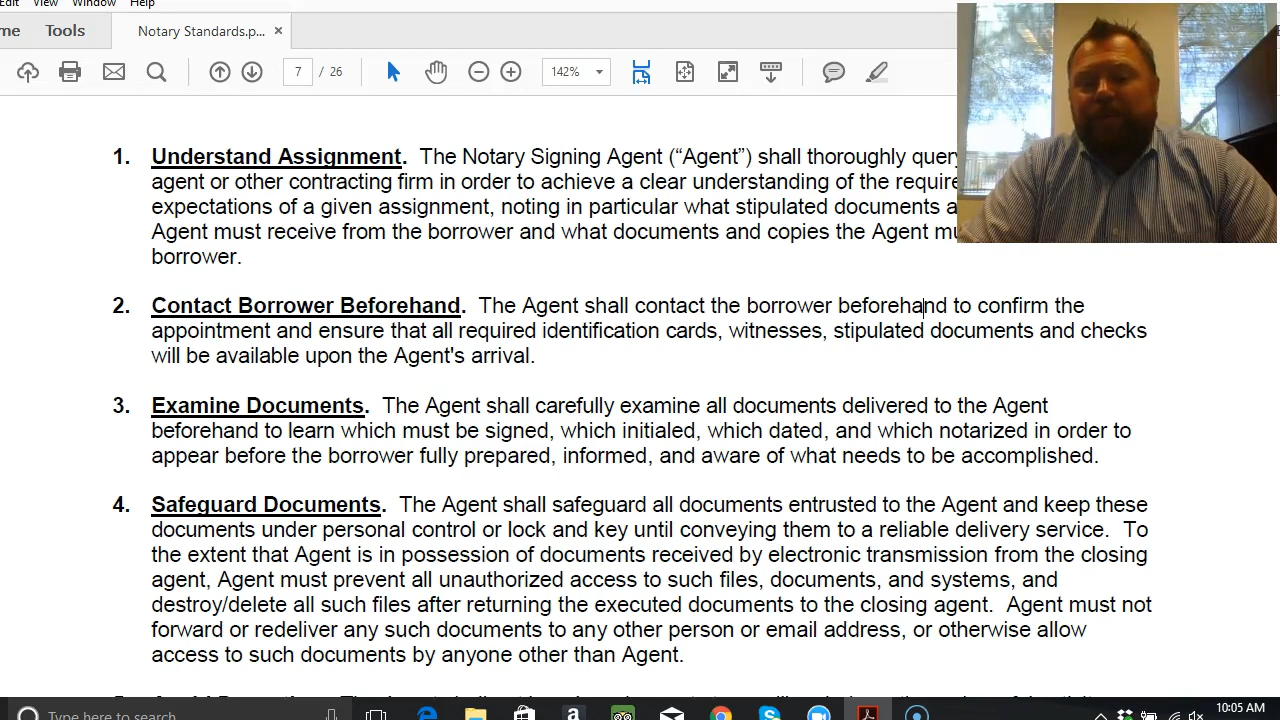 Edit View Window Help
Tools Notary Standards.p... ×
7 / 26 142%
1. Understand Assignment. The Notary Signing Agent (“Agent”) shall thoroughly query
agent or other contracting firm in order to achieve a clear understanding of the require
expectations of a given assignment, noting in particular what stipulated documents a
Agent must receive from the borrower and what documents and copies the Agent mu
borrower.
2. Contact Borrower Beforehand. The Agent shall contact the borrower beforehand to confirm the
appointment and ensure that all required identification cards, witnesses, stipulated documents and checks
will be available upon the Agent's arrival.
3. Examine Documents. The Agent shall carefully examine all documents delivered to the Agent
beforehand to learn which must be signed, which initialed, which dated, and which notarized in order to
appear before the borrower fully prepared, informed, and aware of what needs to be accomplished.
4. Safeguard Documents. The Agent shall safeguard all documents entrusted to the Agent and keep these
documents under personal control or lock and key until conveying them to a reliable delivery service. To
the extent that Agent is in possession of documents received by electronic transmission from the closing
agent, Agent must prevent all unauthorized access to such files, documents, and systems, and
destroy/delete all such files after returning the executed documents to the closing agent. Agent must not
forward or redeliver any such documents to any other person or email address, or otherwise allow
access to such documents by anyone other than Agent.
Type here to search 10:05 AM